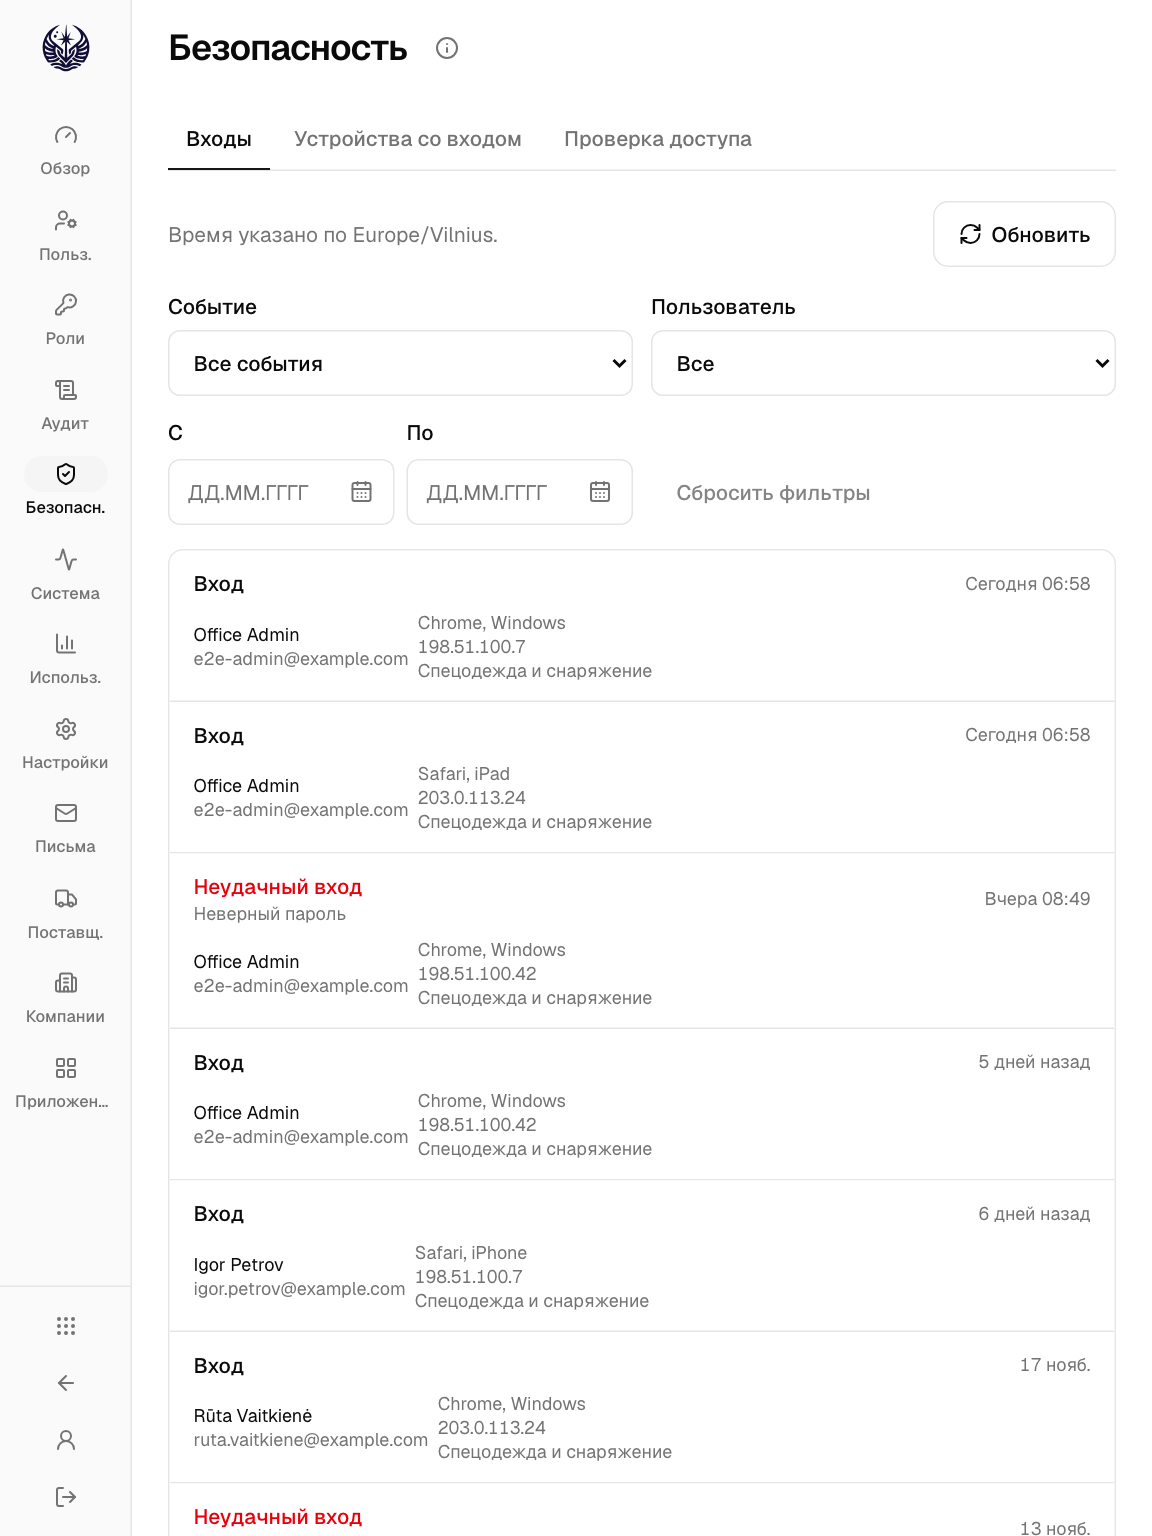 Безопасность
Обзор
Польз.
Роли
Аудит
Безопасн.
Система
Использ.
Настройки
Письма
Поставщ.
Компании
Приложен...
Входы
Устройства со входом
Проверка доступа
Время указано по Europe/Vilnius.
Обновить
Событие
Пользователь
Все события
Все
С
По
ДД.ММ.ГГГГ
ДД.ММ.ГГГГ
Сбросить фильтры
Вход
Сегодня 06:58
Office Admin
e2e-admin@example.com
Chrome, Windows
198.51.100.7
Спецодежда и снаряжение
Вход
Сегодня 06:58
Office Admin
e2e-admin@example.com
Safari, iPad
203.0.113.24
Спецодежда и снаряжение
Неудачный вход
Неверный пароль
Вчера 08:49
Office Admin
e2e-admin@example.com
Chrome, Windows
198.51.100.42
Спецодежда и снаряжение
Вход
5 дней назад
Office Admin
e2e-admin@example.com
Chrome, Windows
198.51.100.42
Спецодежда и снаряжение
Вход
6 дней назад
Igor Petrov
igor.petrov@example.com
Safari, iPhone
198.51.100.7
Спецодежда и снаряжение
Вход
17 нояб.
Rūta Vaitkienė
ruta.vaitkiene@example.com
Chrome, Windows
203.0.113.24
Спецодежда и снаряжение
Неудачный вход
13 нояб.